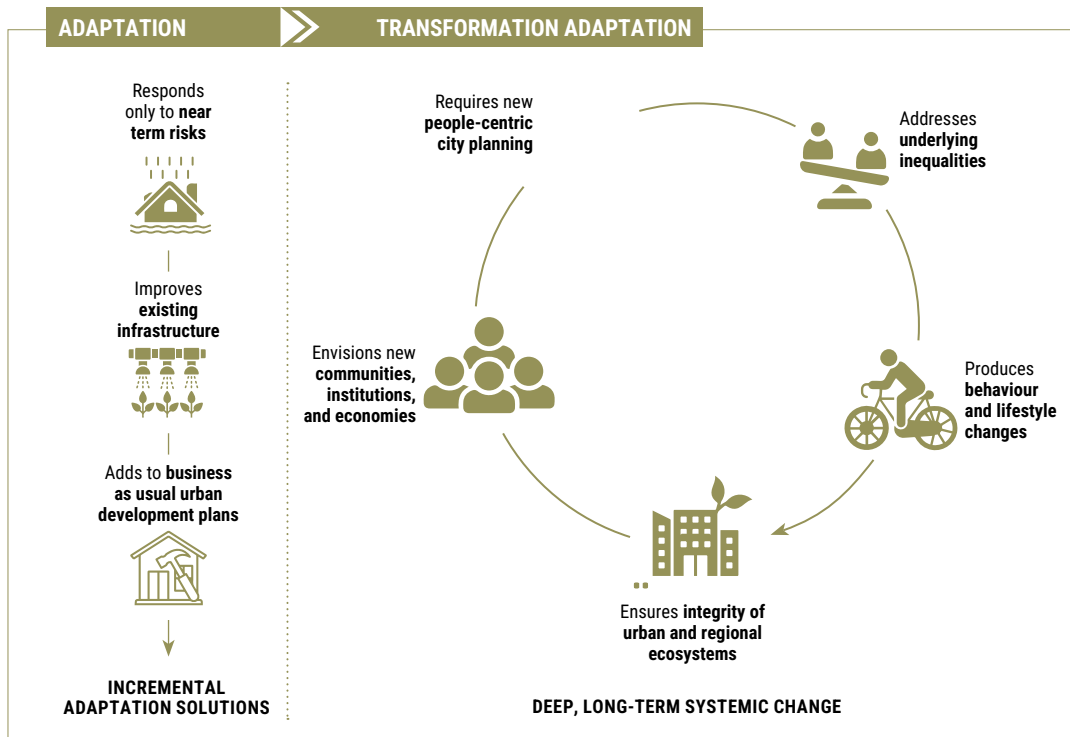 ADAPTATION
TRANSFORMATION ADAPTATION
Responds
only to near
term risks
Improves
existing
infrastructure
Adds to business
as usual urban
development plans
INCREMENTAL
ADAPTATION SOLUTIONS
Requires new
people-centric
city planning
Addresses
underlying
inequalities
Produces
behaviour
and lifestyle
changes
Ensures integrity of
urban and regional
ecosystems
Envisions new
communities,
institutions,
and economies
DEEP, LONG-TERM SYSTEMIC CHANGE